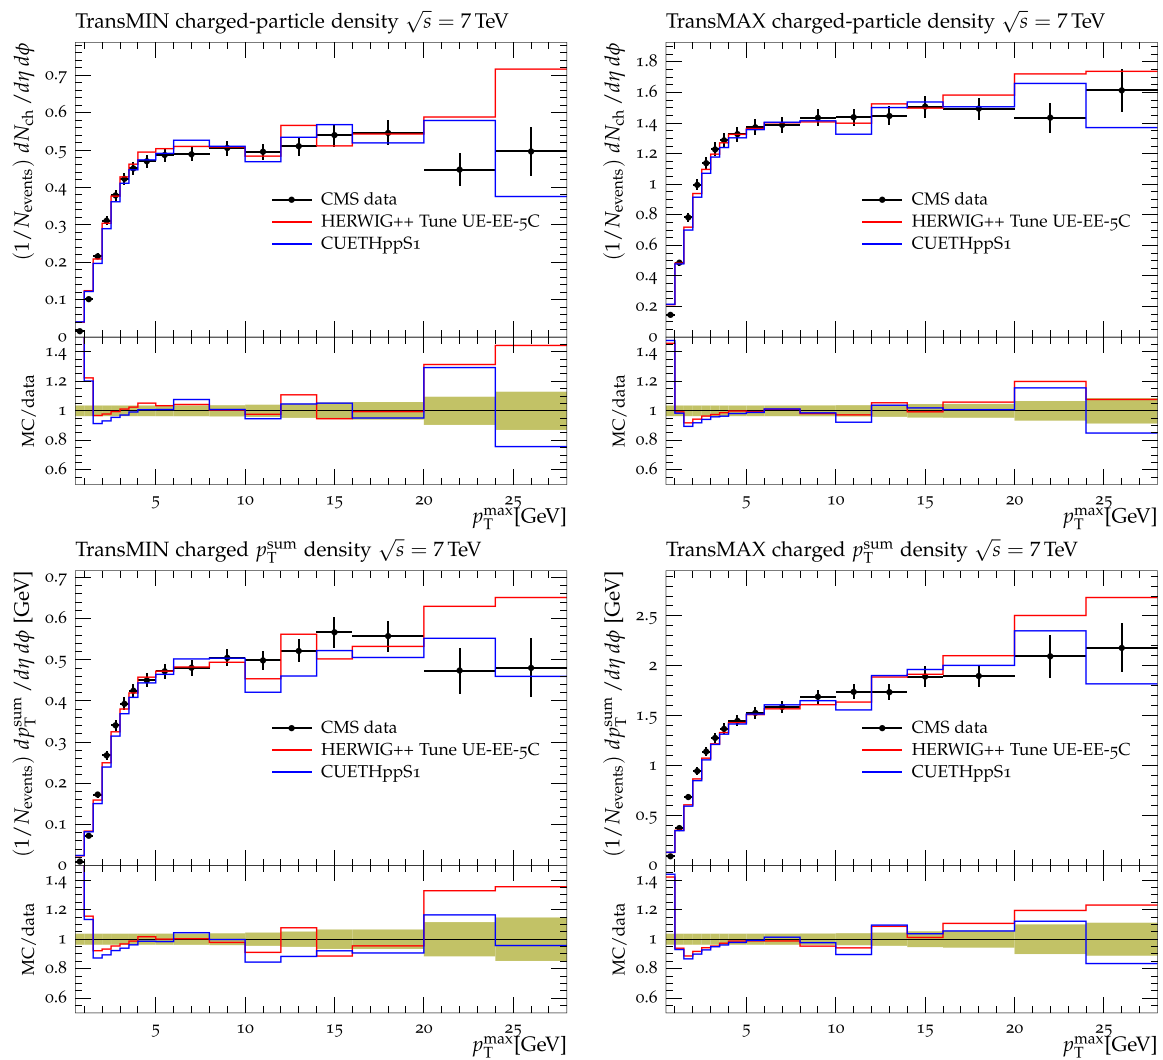 TransMIN charged-particle density √s = 7 TeV
(1/N_events) dN_ch/dη dϕ
0.7
0.6
0.5
0.4
0.3
0.2
0.1
0
CMS data
HERWIG++ Tune UE-EE-5C
CUETHppS1
MC/data
1.4
1.2
1
0.8
0.6
5 10 15 20 25
p_T^max[GeV]
TransMAX charged-particle density √s = 7 TeV
(1/N_events) dN_ch/dη dϕ
1.8
1.6
1.4
1.2
1
0.8
0.6
0.4
0.2
0
CMS data
HERWIG++ Tune UE-EE-5C
CUETHppS1
MC/data
1.4
1.2
1
0.8
0.6
5 10 15 20 25
p_T^max[GeV]
TransMIN charged p_T^sum density √s = 7 TeV
(1/N_events) dp_T^sum/dη dϕ [GeV]
0.7
0.6
0.5
0.4
0.3
0.2
0.1
0
CMS data
HERWIG++ Tune UE-EE-5C
CUETHppS1
MC/data
1.4
1.2
1
0.8
0.6
5 10 15 20 25
p_T^max[GeV]
TransMAX charged p_T^sum density √s = 7 TeV
(1/N_events) dp_T^sum/dη dϕ [GeV]
2.5
2
1.5
1
0.5
0
CMS data
HERWIG++ Tune UE-EE-5C
CUETHppS1
MC/data
1.4
1.2
1
0.8
0.6
5 10 15 20 25
p_T^max[GeV]